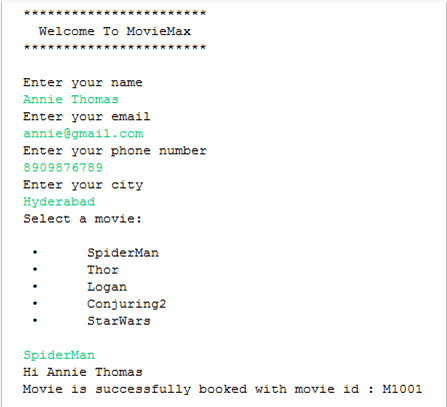 ***********************
Welcome To MovieMax
***********************
Enter your name
Annie Thomas
Enter your email
annie@gmail.com
Enter your phone number
8909876789
Enter your city
Hyderabad
Select a movie:
• SpiderMan
• Thor
• Logan
• Conjuring2
• StarWars
SpiderMan
Hi Annie Thomas
Movie is successfully booked with movie id : M1001